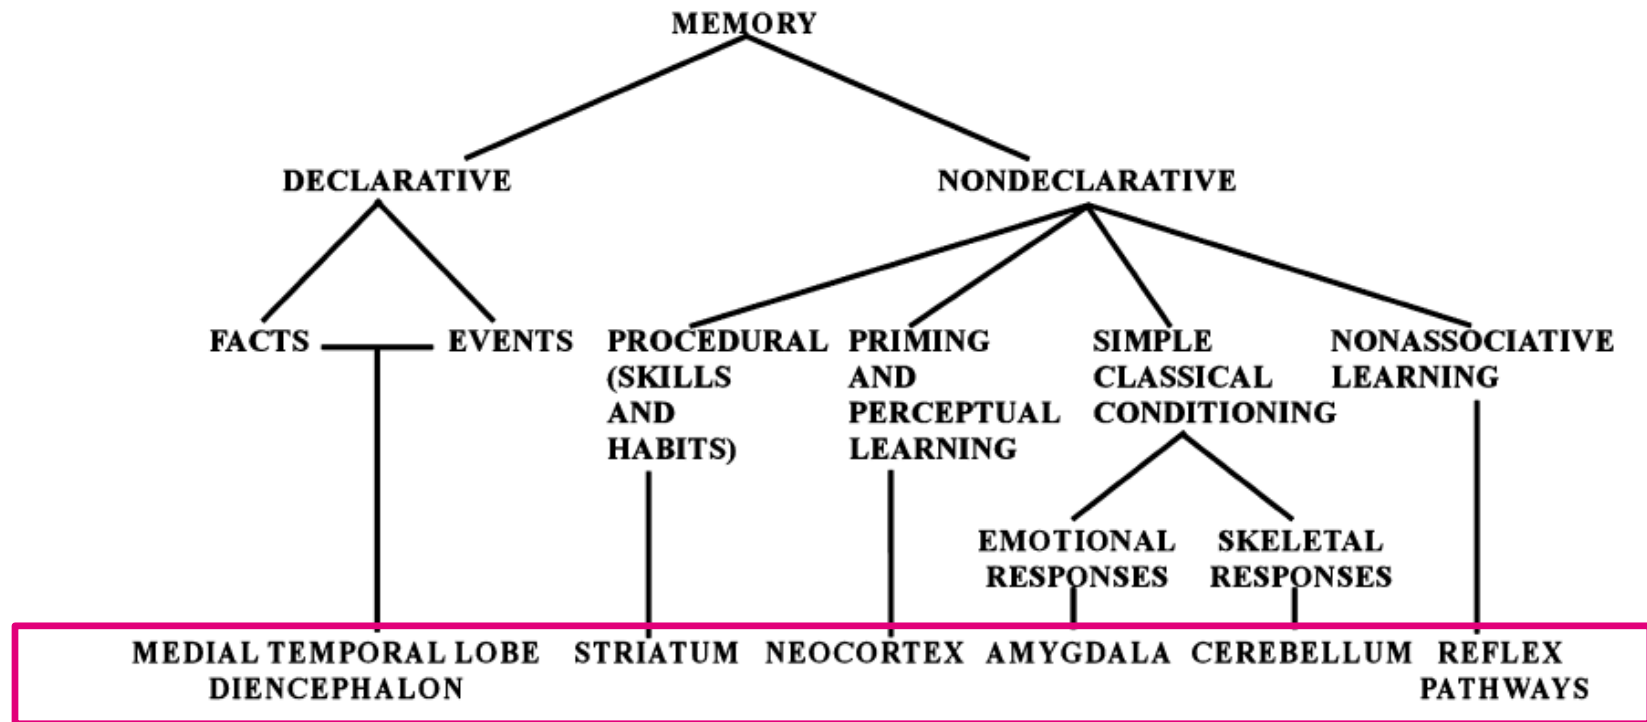 MEMORY
DECLARATIVE
NONDECLARATIVE
FACTS
EVENTS
PROCEDURAL
(SKILLS
AND
HABITS)
PRIMING
AND
PERCEPTUAL
LEARNING
SIMPLE
CLASSICAL
CONDITIONING
NONASSOCIATIVE
LEARNING
EMOTIONAL
RESPONSES
SKELETAL
RESPONSES
MEDIAL TEMPORAL LOBE
DIENCEPHALON
STRIATUM
NEOCORTEX
AMYGDALA
CEREBELLUM
REFLEX
PATHWAYS